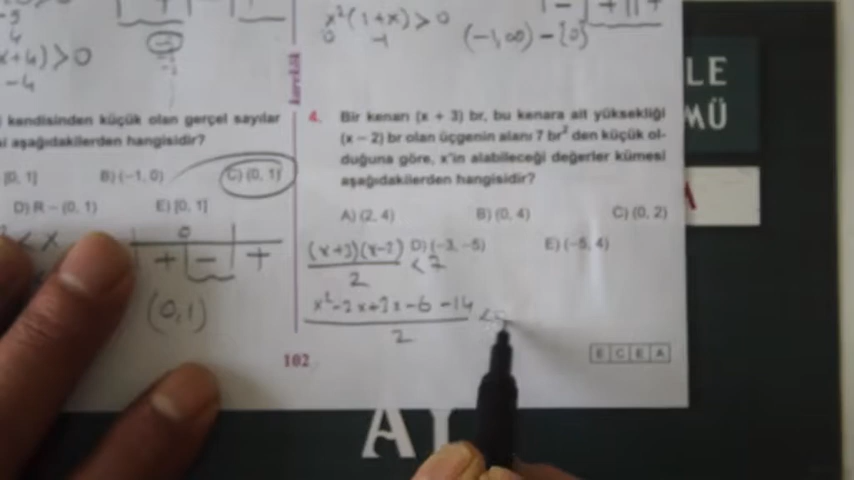 x²(1+x) > 0
0 -1
(-1,∞) - {0}
x+4) > 0
-4
karekök
kendisinden küçük olan gerçel sayılar
aşağıdakilerden hangisidir?
[0, 1]
B) (-1, 0)
C) (0, 1)
D) R – (0, 1)
E) [0, 1]
< x
0
+ - +
(0,1)
4. Bir kenarı (x + 3) br, bu kenara ait yüksekliği
(x – 2) br olan üçgenin alanı 7 br² den küçük ol-
duğuna göre, x'in alabileceği değerler kümesi
aşağıdakilerden hangisidir?
A) (2, 4)
B) (0, 4)
C) (0, 2)
D) (–3, –5)
E) (–5, 4)
(x+3)(x-2)
2
< 7
x²-2x+3x-6-14
2
<
E C E A
102
LE
MÜ
A